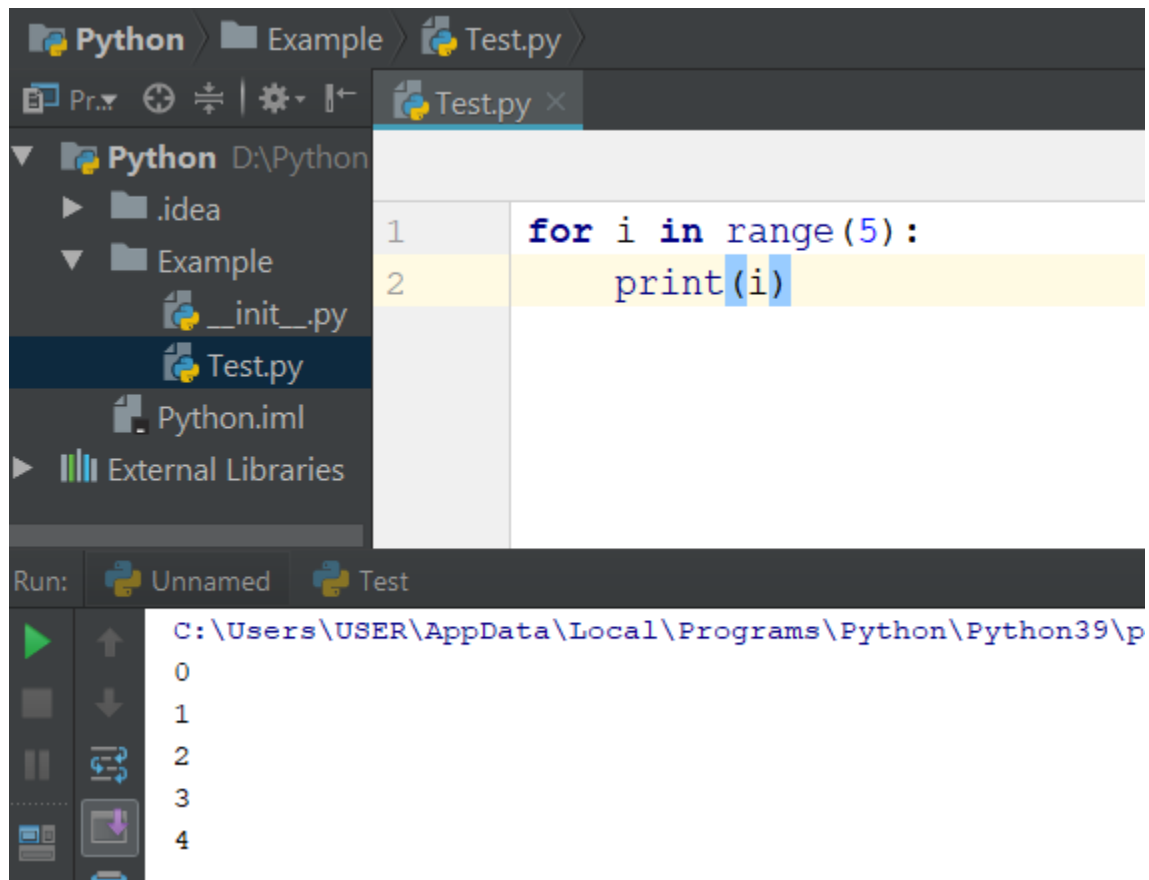 Python Example Test.py
Pr...
Test.py
Python D:\Python
.idea
Example
__init__.py
Test.py
Python.iml
External Libraries
1 for i in range(5):
2 print(i)
Run: Unnamed Test
C:\Users\USER\AppData\Local\Programs\Python\Python39\p
0
1
2
3
4